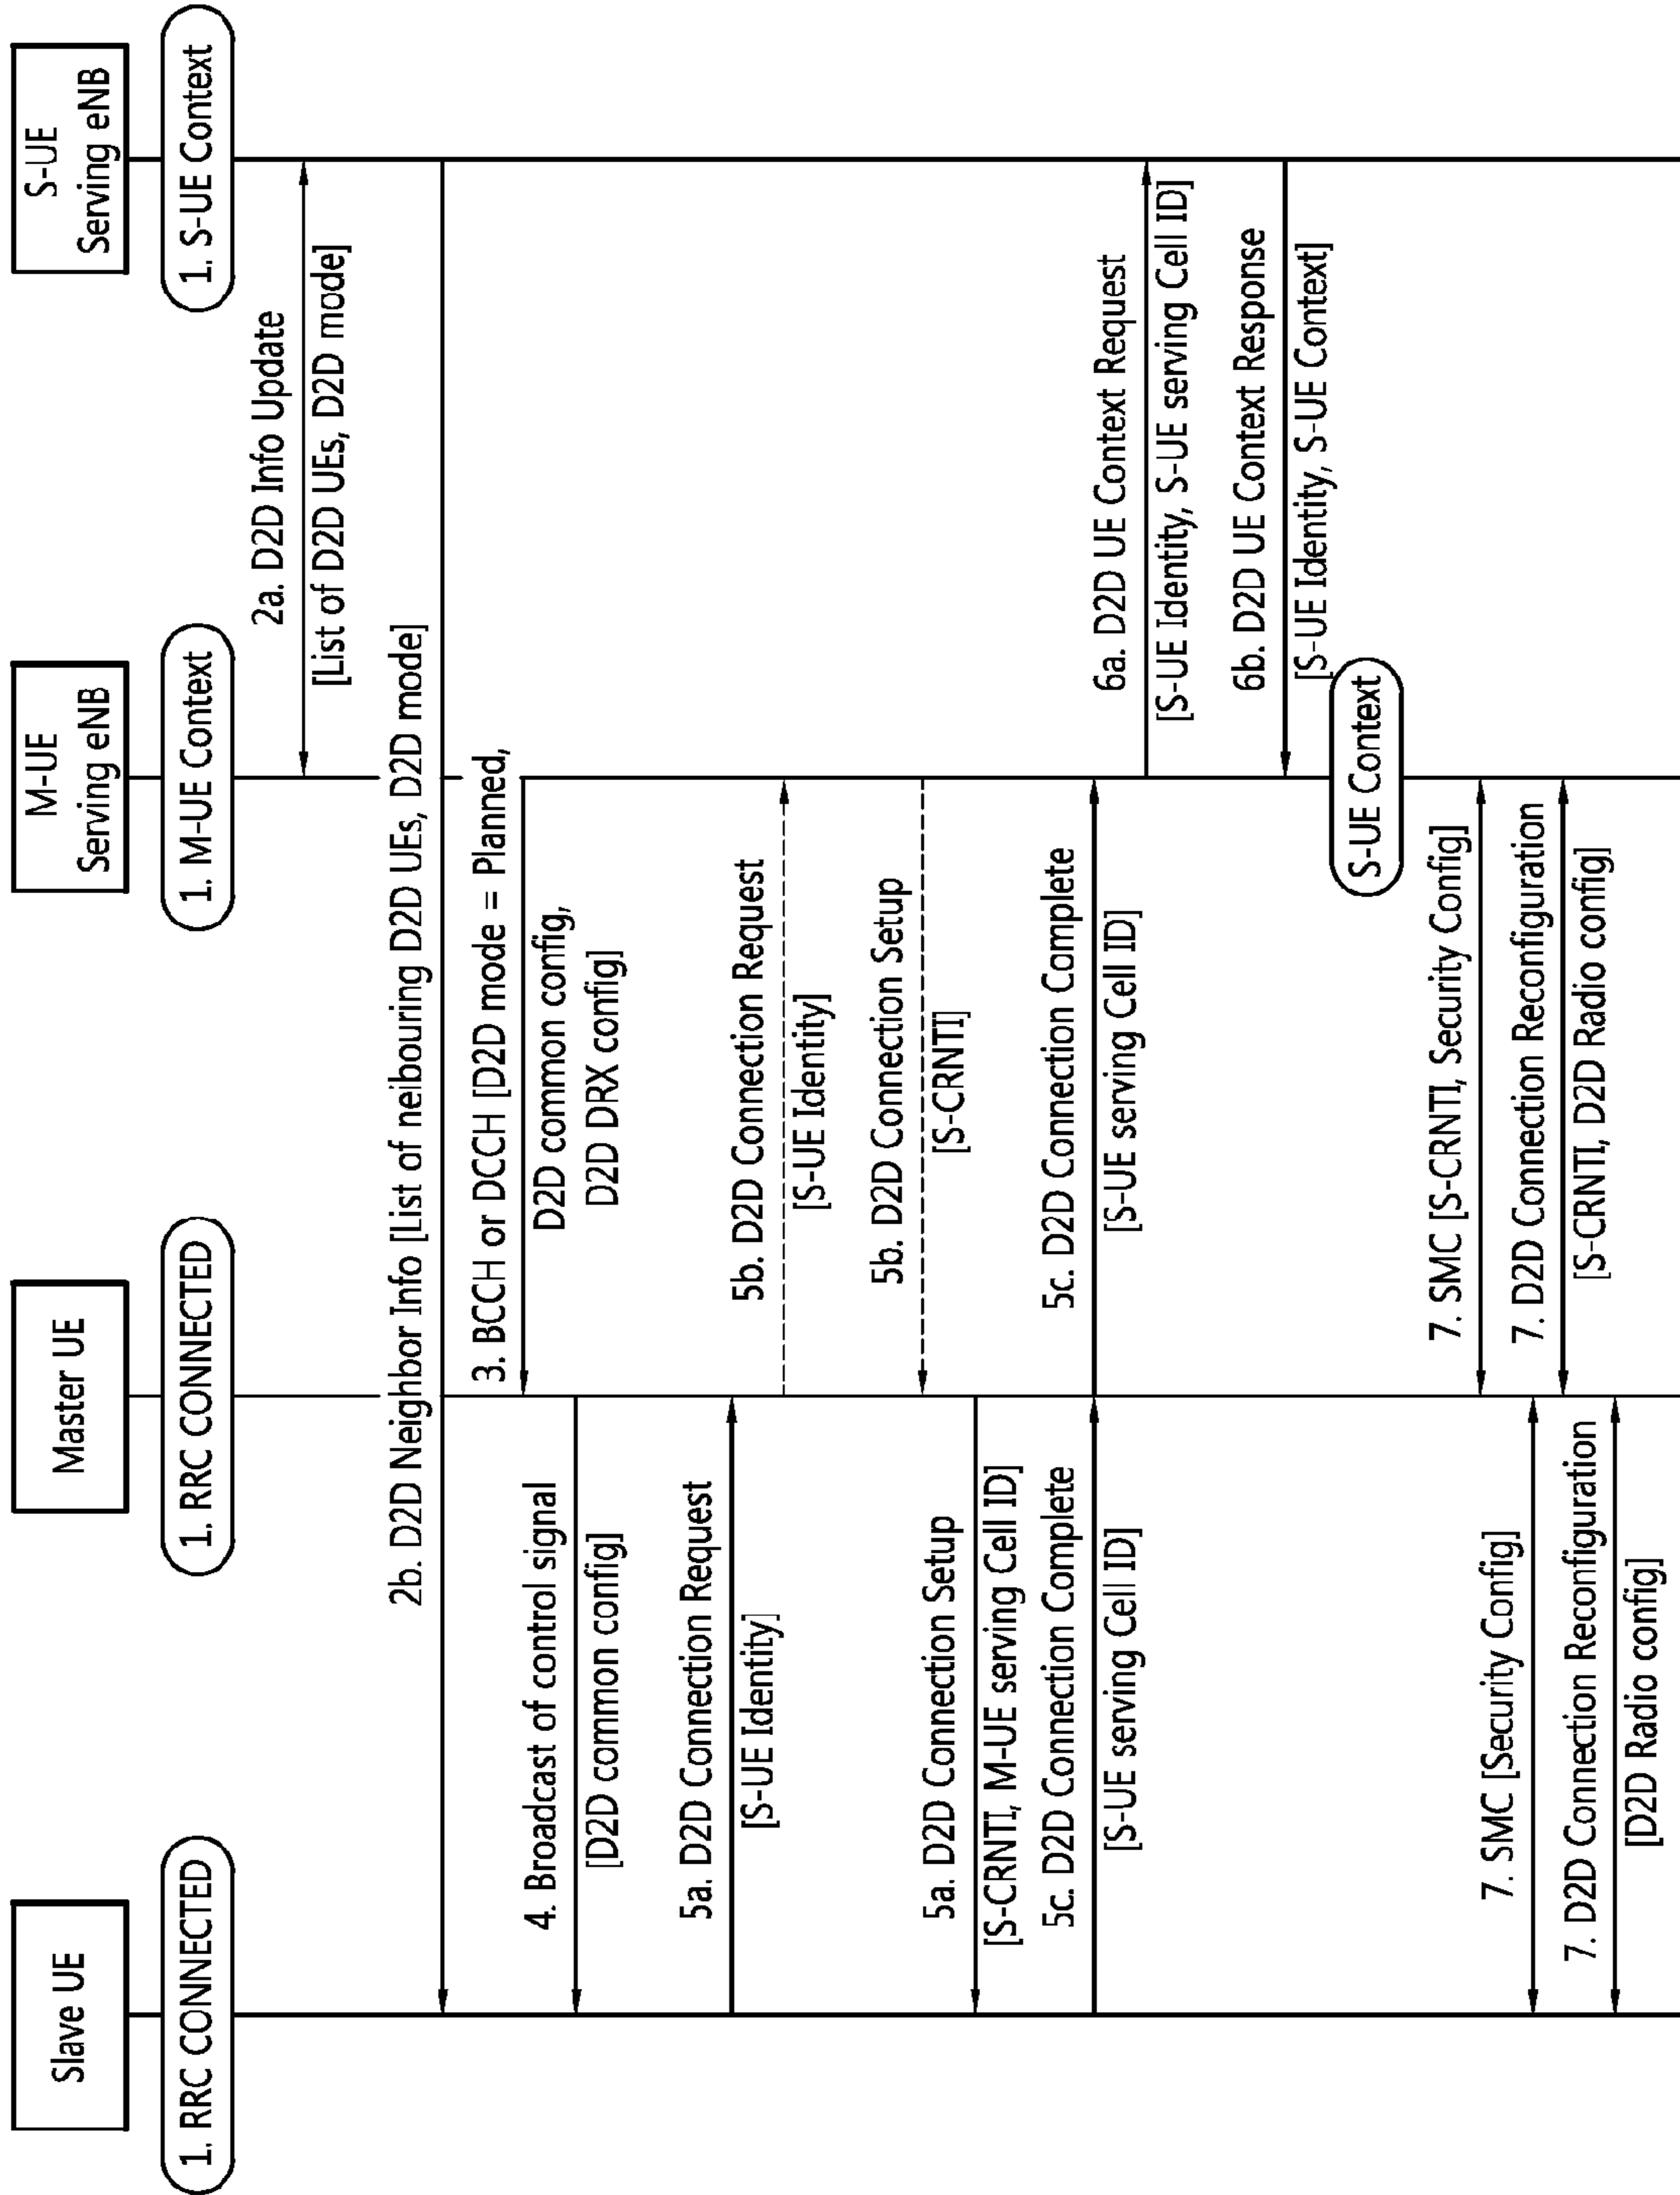 Slave UE
Master UE
M-UE
Serving eNB
S-UE
Serving eNB
1. RRC CONNECTED
1. RRC CONNECTED
1. M-UE Context
1. S-UE Context
2a. D2D Info Update
[List of D2D UEs, D2D mode]
2b. D2D Neighbor Info [List of neibouring D2D UEs, D2D mode]
3. BCCH or DCCH [D2D mode = Planned,
D2D common config,
D2D DRX config]
4. Broadcast of control signal
[D2D common config]
5a. D2D Connection Request
[S-UE Identity]
5b. D2D Connection Request
[S-UE Identity]
5b. D2D Connection Setup
[S-CRNTI]
5a. D2D Connection Setup
[S-CRNTI, M-UE serving Cell ID]
5c. D2D Connection Complete
[S-UE serving Cell ID]
5c. D2D Connection Complete
[S-UE serving Cell ID]
6a. D2D UE Context Request
[S-UE Identity, S-UE serving Cell ID]
6b. D2D UE Context Response
[S-UE Identity, S-UE Context]
S-UE Context
7. SMC [S-CRNTI, Security Config]
7. SMC [Security Config]
7. D2D Connection Reconfiguration
[S-CRNTI, D2D Radio config]
7. D2D Connection Reconfiguration
[D2D Radio config]